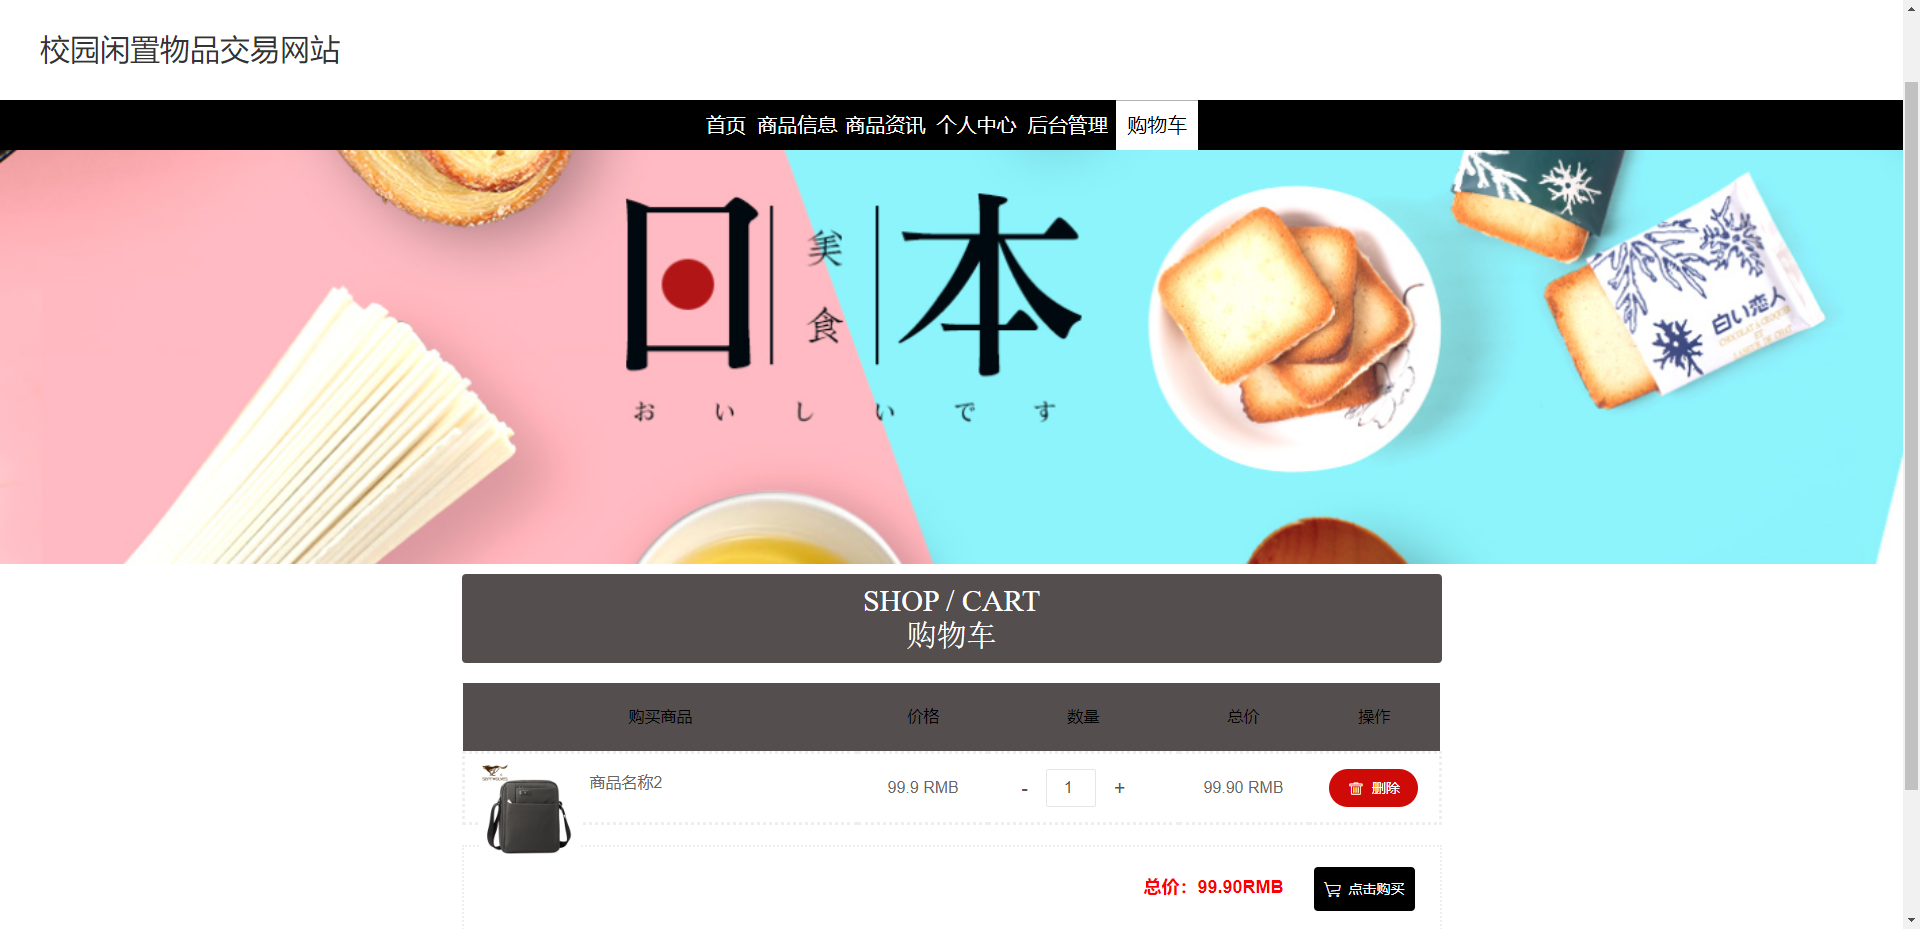 校园闲置物品交易网站
首页 商品信息 商品资讯 个人中心 后台管理 购物车
日 美食 本
おいしいです
白い恋人
SHOP / CART
购物车
购买商品 价格 数量 总价 操作
商品名称2 99.9 RMB - 1 + 99.90 RMB 删除
总价：99.90RMB 点击购买